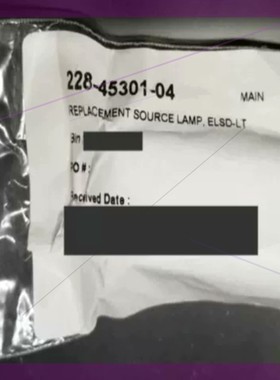 228-45301-04 MAIN
REPLACEMENT SOURCE LAMP, ELSD-LT
Bin
PO # :
Received Date :